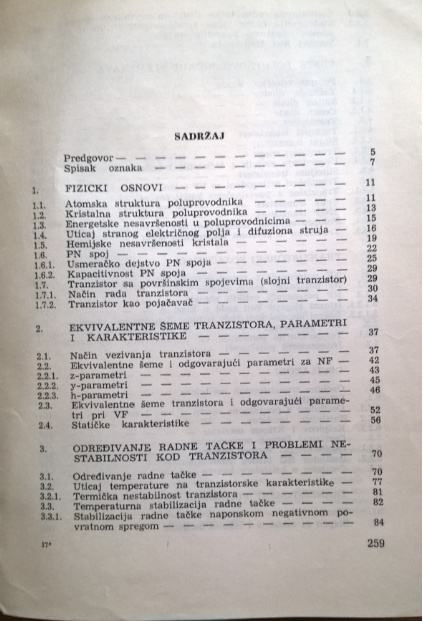 SADRŽAJ
Predgovor — — — — — — — — — — 5
Spisak oznaka — — — — — — — — — 7
1. FIZICKI OSNOVI — — — — — — — — 11
1.1. Atomska struktura poluprovodnika — — — — 11
1.2. Kristalna struktura poluprovodnika — — — — 13
1.3. Energetske nesavršenosti u poluprovodnicima — — 15
1.4. Uticaj stranog električnog polja i difuziona struja — 16
1.5. Hemijske nesavršenosti kristala — — — — — 19
1.6. PN spoj — — — — — — — — — — 22
1.6.1. Usmeračko dejstvo PN spoja — — — — — — 25
1.6.2. Kapacitivnost PN spoja — — — — — — — 29
1.7. Tranzistor sa površinskim spojevima (slojni tranzistor) 29
1.7.1. Način rada tranzistora — — — — — — — 30
1.7.2. Tranzistor kao pojačavač — — — — — — 34
2. EKVIVALENTNE ŠEME TRANZISTORA, PARAMETRI
I KARAKTERISTIKE — — — — — — — 37
2.1. Način vezivanja tranzistora — — — — — — 37
2.2. Ekvivalentne šeme i odgovarajući parametri za NF — 42
2.2.1. z-parametri — — — — — — — — — 43
2.2.2. y-parametri — — — — — — — — — 45
2.2.3. h-parametri — — — — — — — — — 46
2.3. Ekvivalentne šeme tranzistora i odgovarajući parame-
tri pri VF — — — — — — — — — 52
2.4. Statičke karakteristike — — — — — — — 56
3. ODREĐIVANJE RADNE TAČKE I PROBLEMI NE-
STABILNOSTI KOD TRANZISTORA — — — — 70
3.1. Određivanje radne tačke — — — — — — — 70
3.2. Uticaj temperature na tranzistorske karakteristike — 77
3.2.1. Termička nestabilnost tranzistora — — — — — 81
3.3. Temperaturna stabilizacija radne tačke — — — — 82
3.3.1. Stabilizacija radne tačke naponskom negativnom po-
vratnom spregom — — — — — — — — 84
17* 259